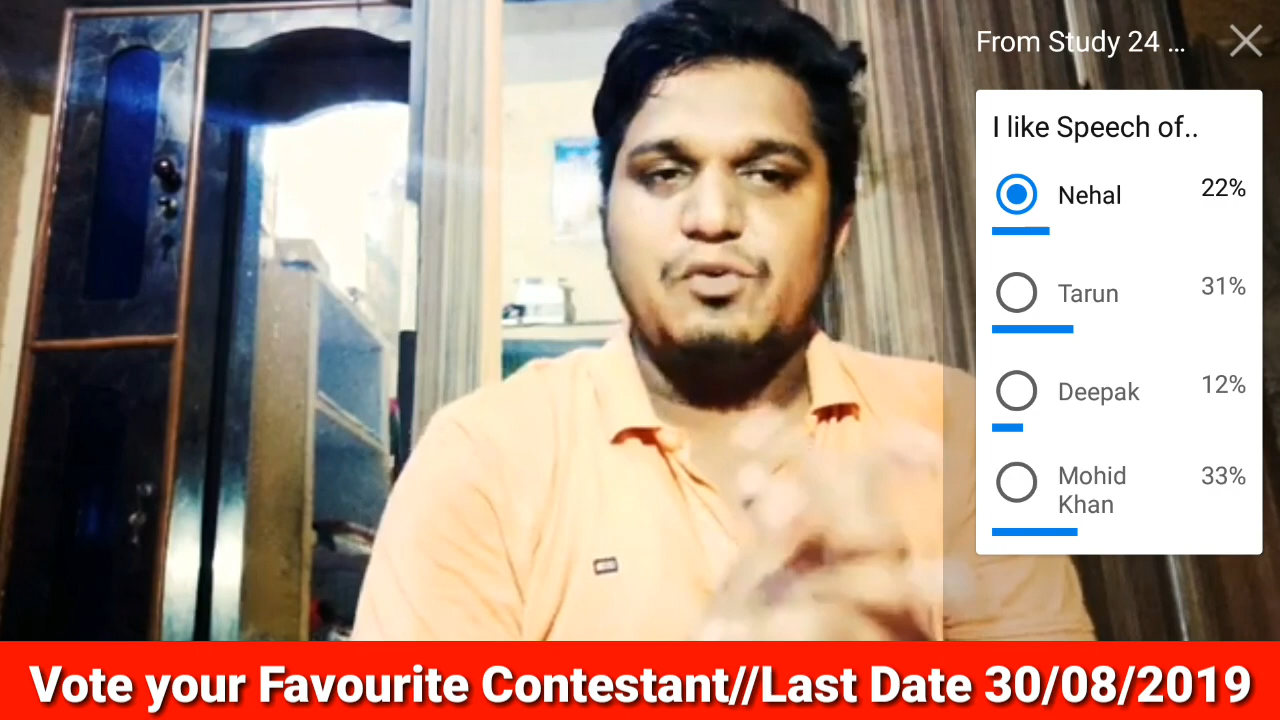 From Study 24 ...
I like Speech of..
Nehal 22%
Tarun 31%
Deepak 12%
Mohid 33%
Khan
Vote your Favourite Contestant//Last Date 30/08/2019